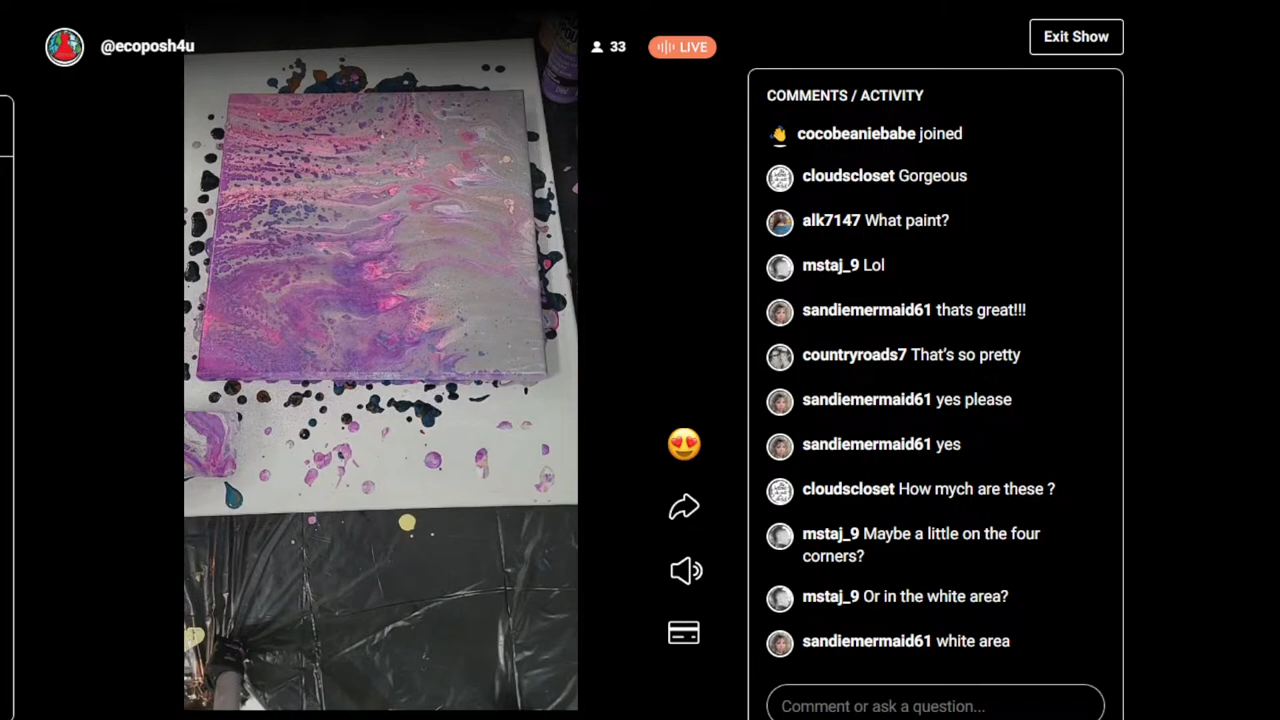 @ecoposh4u
33
LIVE
Exit Show
COMMENTS / ACTIVITY
cocobeaniebabe joined
cloudscloset Gorgeous
alk7147 What paint?
mstaj_9 Lol
sandiemermaid61 thats great!!!
countryroads7 That's so pretty
sandiemermaid61 yes please
sandiemermaid61 yes
cloudscloset How mych are these ?
mstaj_9 Maybe a little on the four
corners?
mstaj_9 Or in the white area?
sandiemermaid61 white area
Comment or ask a question...